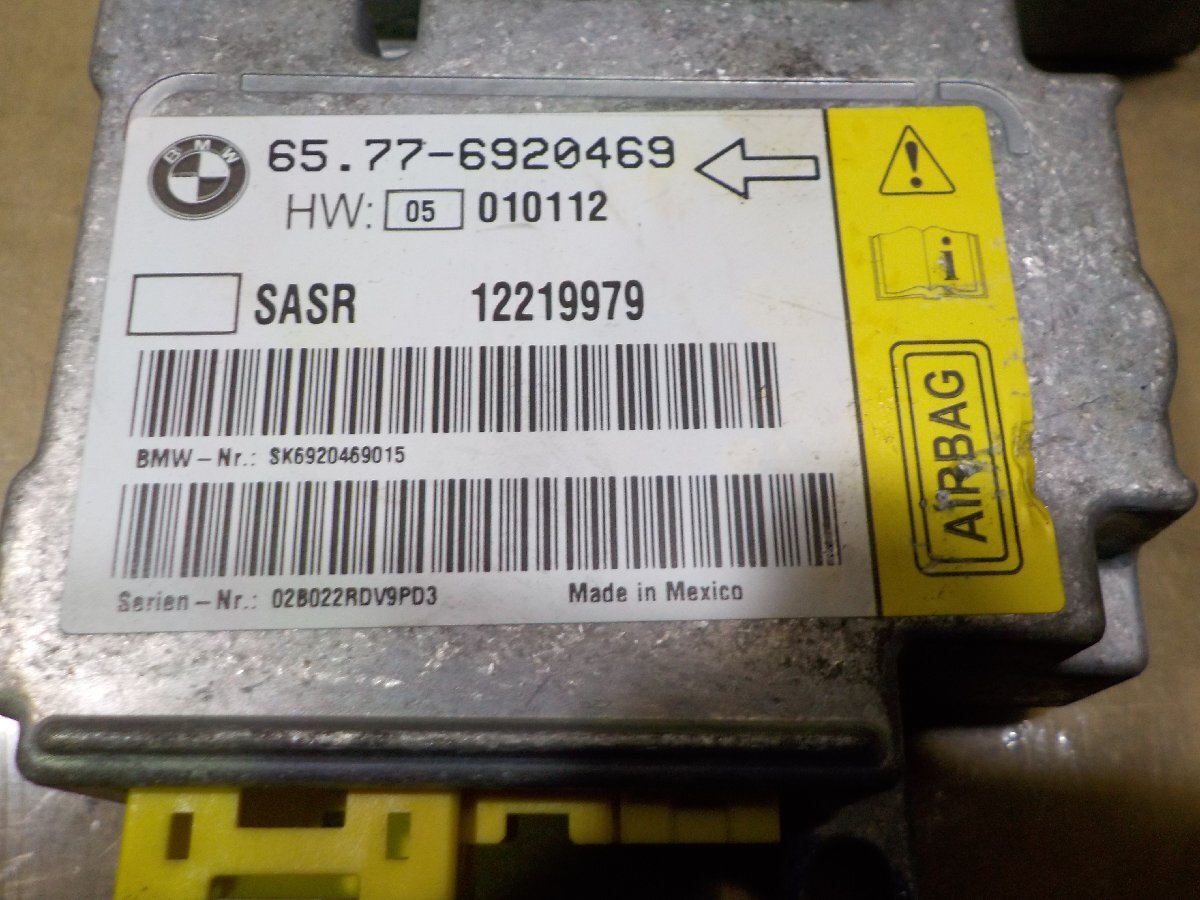 BMW
65.77-6920469
HW: 05 010112
SASR 12219979
BMW-Nr.: SK6920469015
Serien-Nr.: 02B022RDV9PD3 Made in Mexico
i
AIRBAG